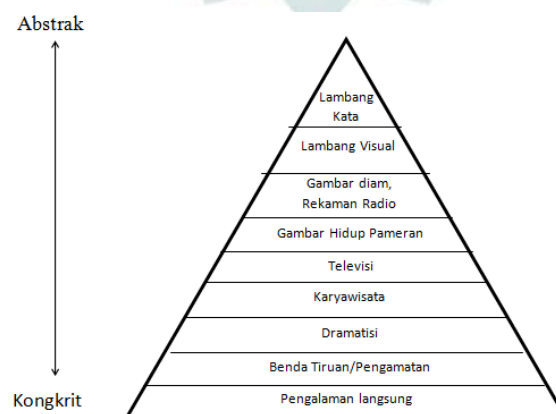 Abstrak
Lambang
Kata
Lambang Visual
Gambar diam,
Rekaman Radio
Gambar Hidup Pameran
Televisi
Karyawisata
Dramatisi
Benda Tiruan/Pengamatan
Kongkrit
Pengalaman langsung